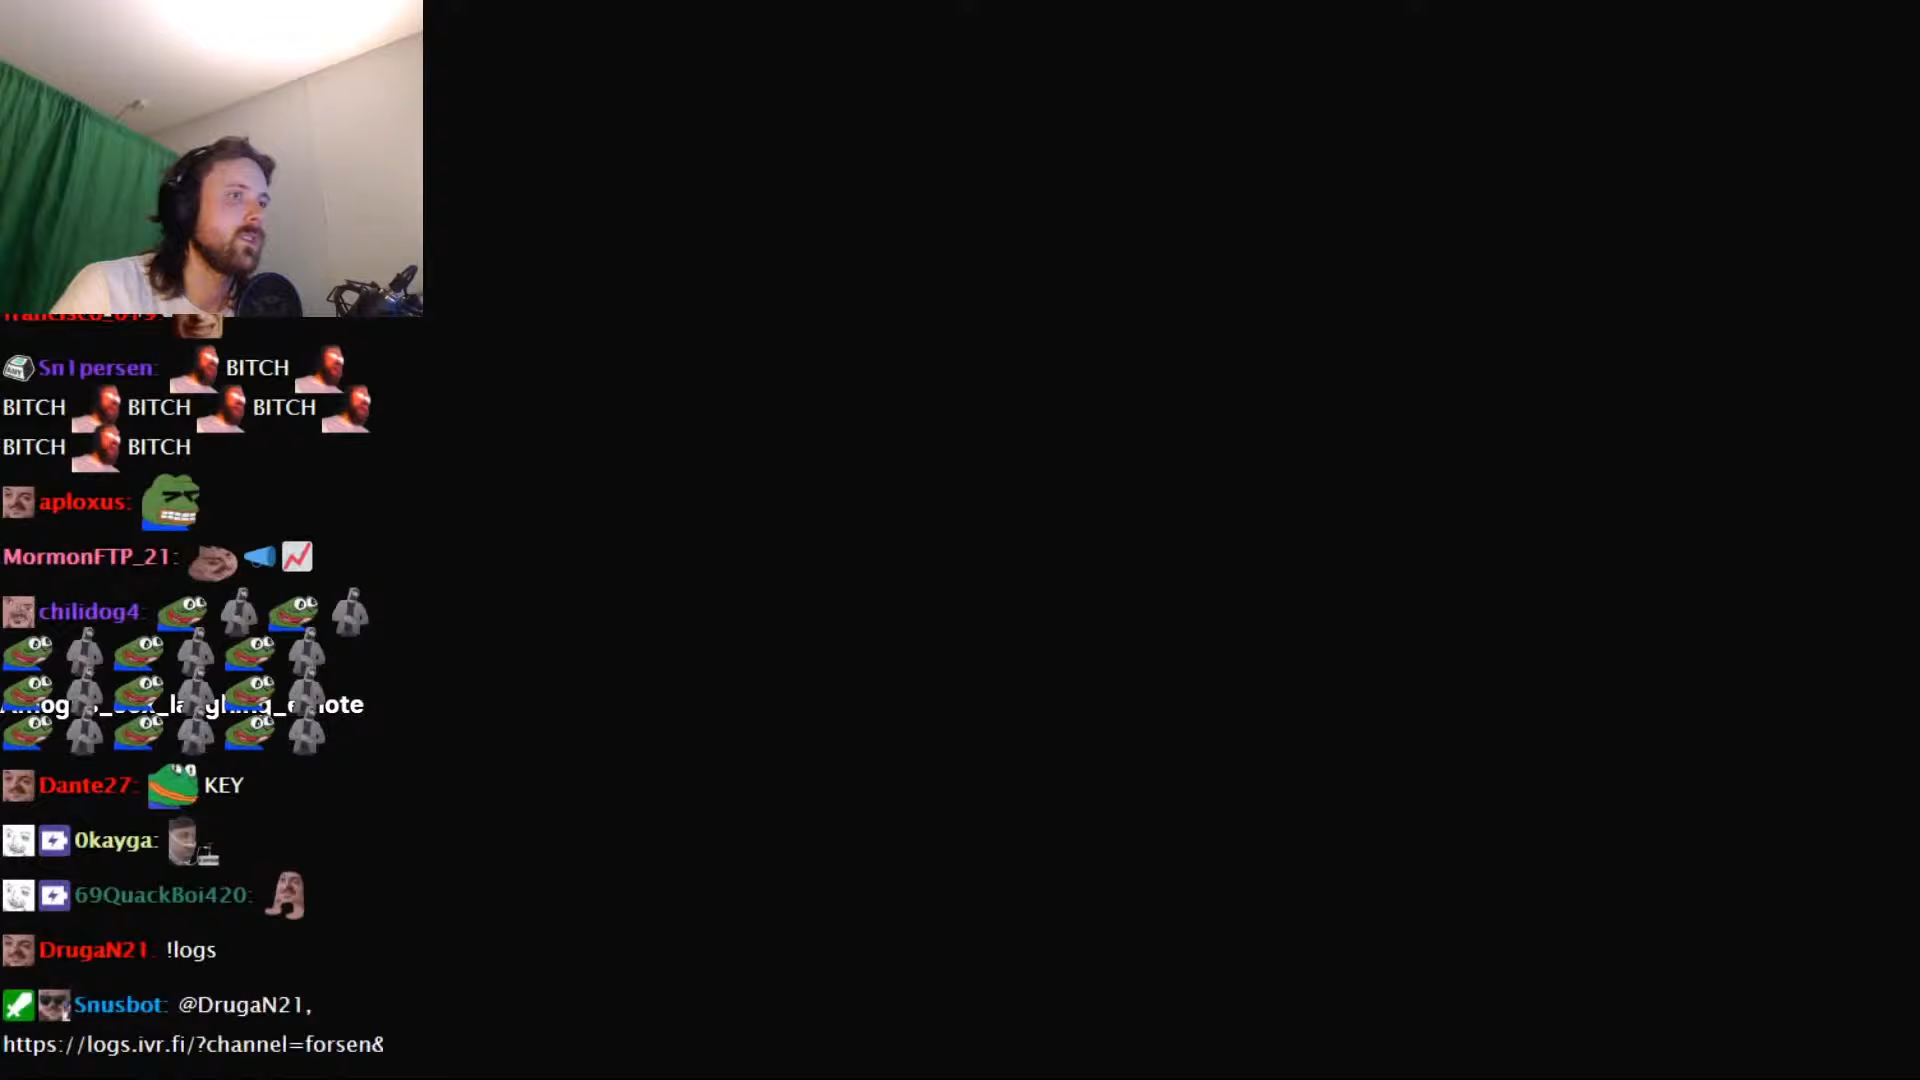 Sn1persen: BITCH
BITCH BITCH BITCH
BITCH BITCH
aploxus:
MormonFTP_21:
chilidog4:
Dante27: KEY
0kayga:
69QuackBoi420:
DrugaN21: !logs
Snusbot: @DrugaN21,
https://logs.ivr.fi/?channel=forsen&